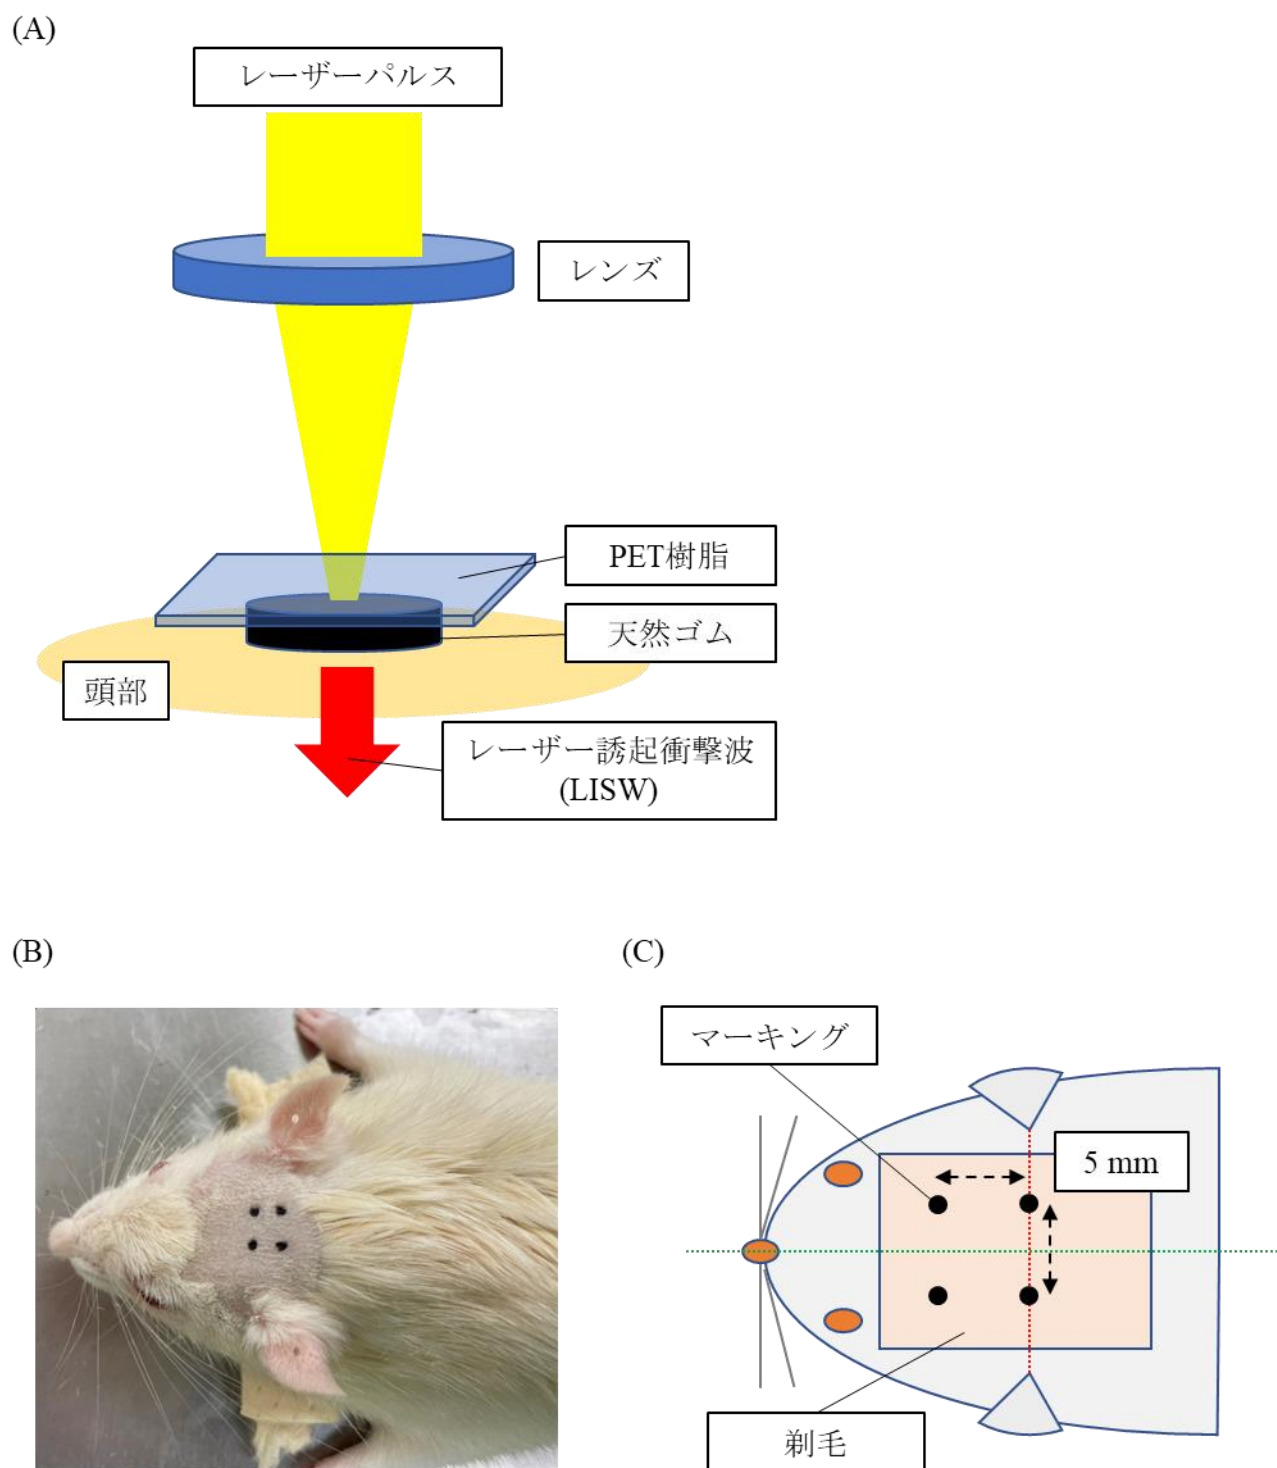 (A)
レーザーパルス
レンズ
PET樹脂
天然ゴム
頭部
レーザー誘起衝撃波
(LISW)
(B)
(C)
マーキング
5 mm
剃毛